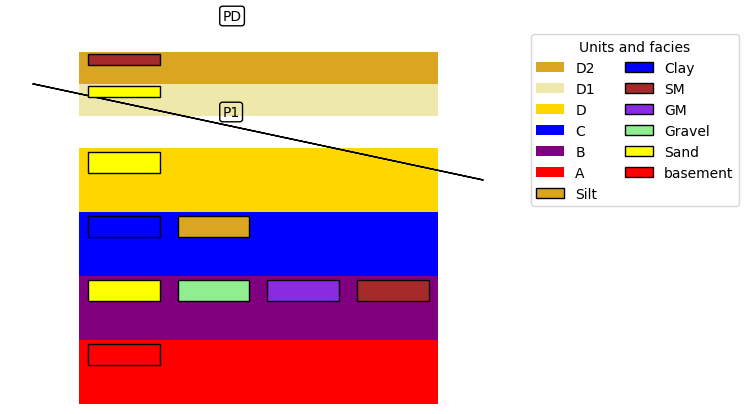 PD
P1
Units and facies
D2
D1
D
C
B
A
Silt
Clay
SM
GM
Gravel
Sand
basement